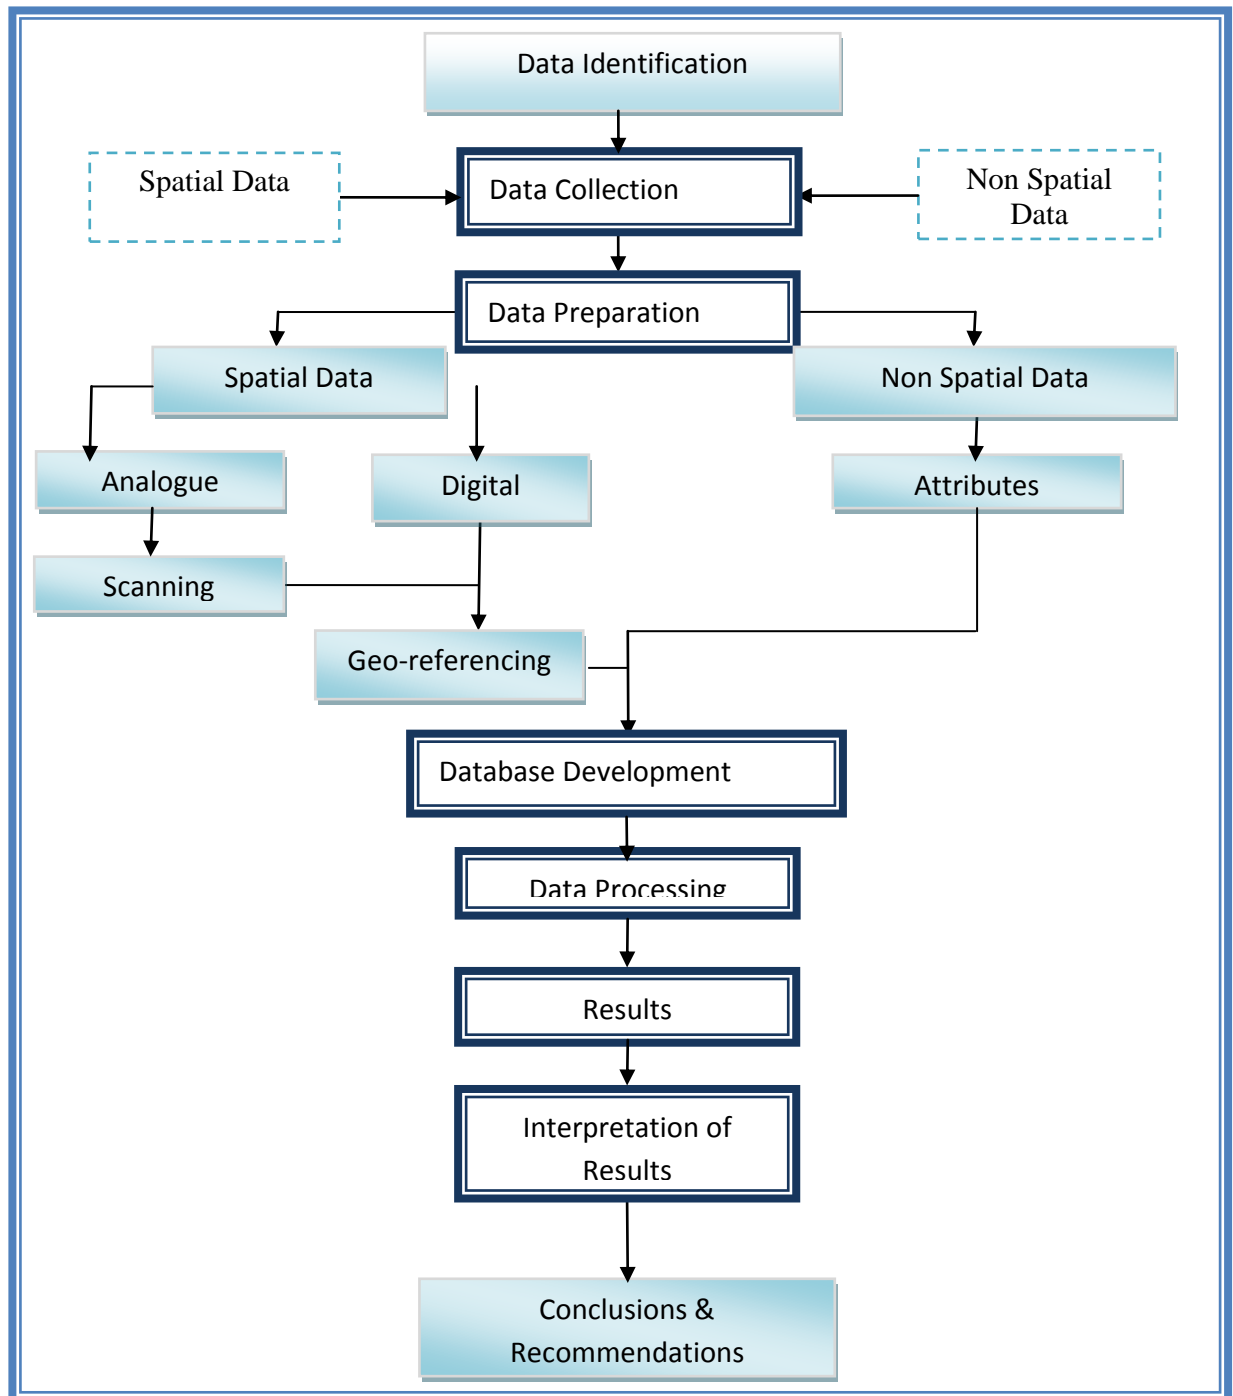 Data Identification
Spatial Data
Data Collection
Non Spatial
Data
Data Preparation
Spatial Data
Non Spatial Data
Analogue
Digital
Attributes
Scanning
Geo-referencing
Database Development
Data Processing
Results
Interpretation of
Results
Conclusions &
Recommendations